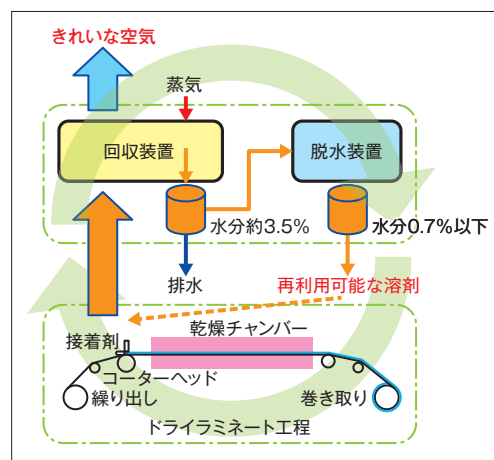 きれいな空気
蒸気
回収装置
脱水装置
水分約3.5%
水分0.7%以下
排水
再利用可能な溶剤
乾燥チャンバー
接着剤
コーターヘッド
繰り出し
巻き取り
ドライラミネート工程